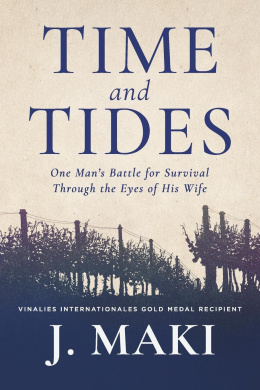 TIME
and
TIDES
One Man's Battle for Survival
Through the Eyes of His Wife
VINALIES INTERNATIONALES GOLD MEDAL RECIPIENT
J. MAKI